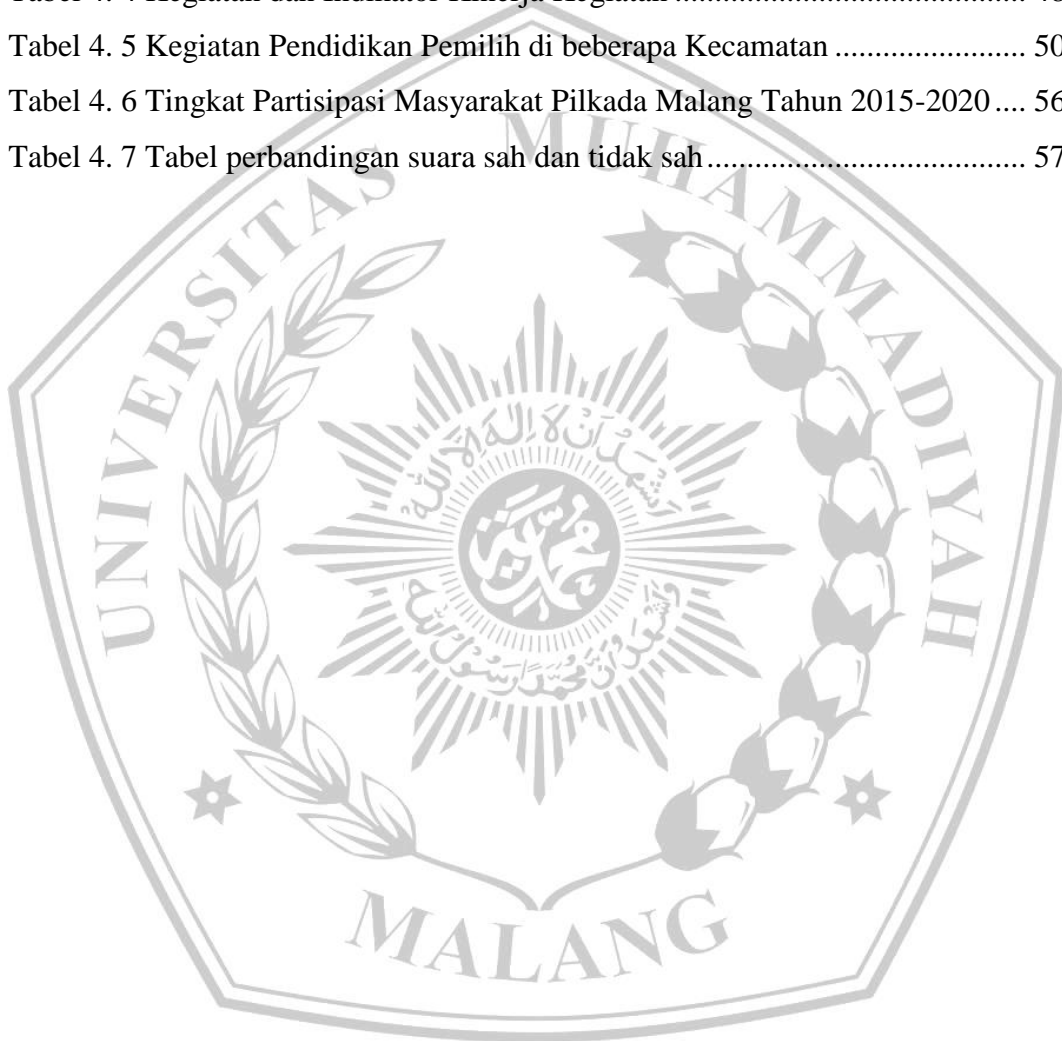 Tabel 4. 5 Kegiatan Pendidikan Pemilih di beberapa Kecamatan ........................ 50
Tabel 4. 6 Tingkat Partisipasi Masyarakat Pilkada Malang Tahun 2015-2020 .... 56
Tabel 4. 7 Tabel perbandingan suara sah dan tidak sah ................................... 57
UNIVERSITAS MUHAMMADIYAH
MALANG